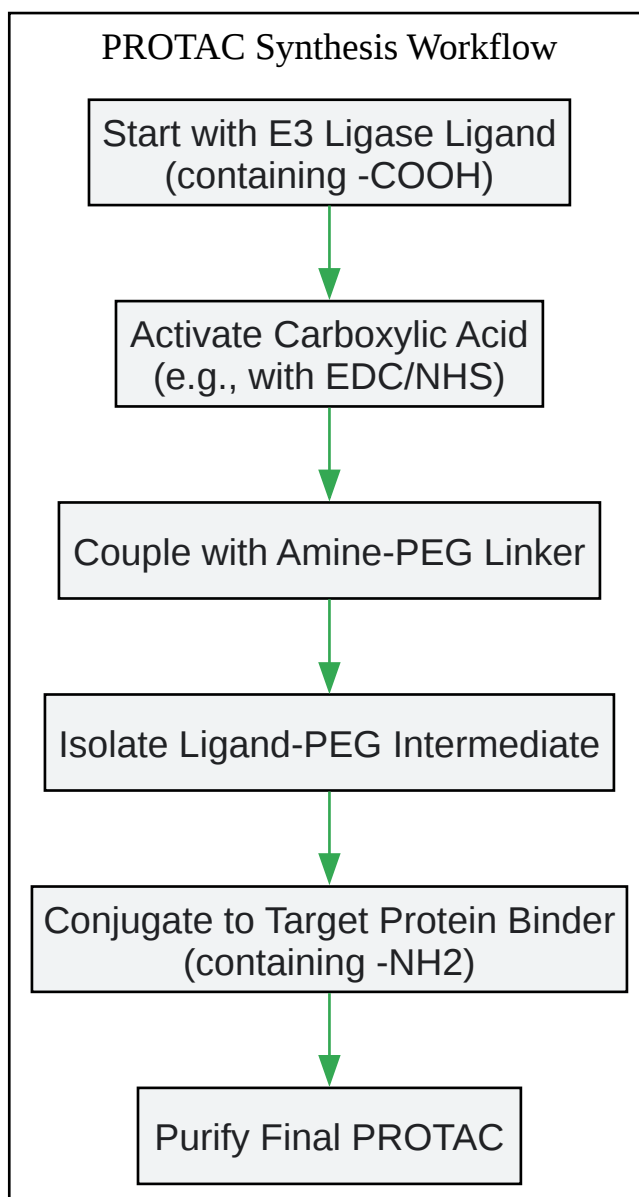 PROTAC Synthesis Workflow
Start with E3 Ligase Ligand
(containing -COOH)
Activate Carboxylic Acid
(e.g., with EDC/NHS)
Couple with Amine-PEG Linker
Isolate Ligand-PEG Intermediate
Conjugate to Target Protein Binder
(containing -NH2)
Purify Final PROTAC